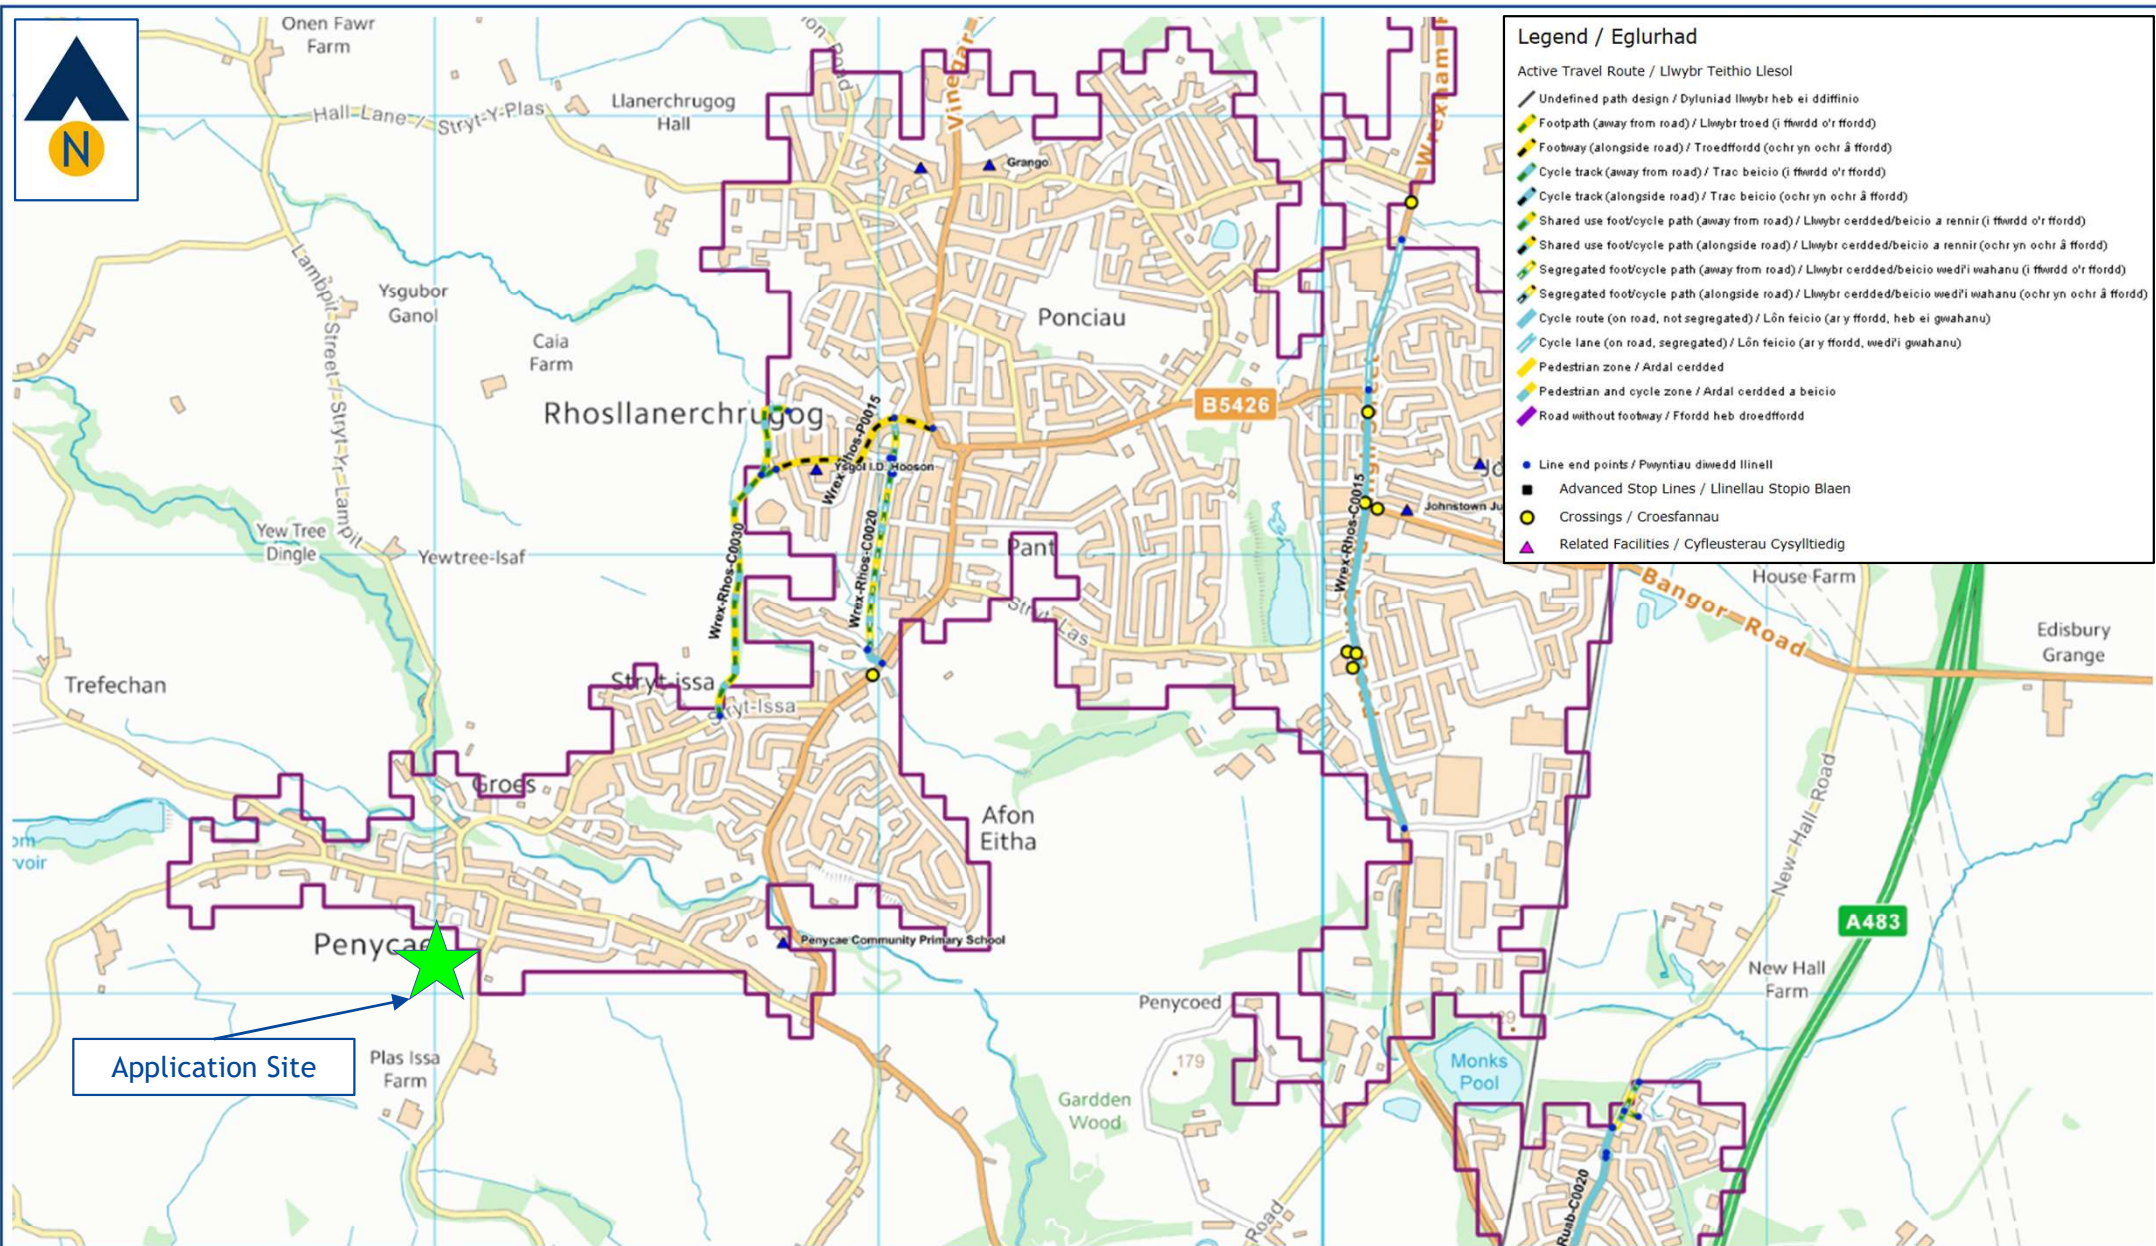 N
Onen Fawr
Farm
Hall Lane / Stryt-Y-Plas
Llanerchrugog
Hall
Vinegar
Grango
Wrexham
Lambpit Street / Stryt-Yr-Lampit
Ysgubor
Ganol
Caia
Farm
Ponciau
Rhosllanerchrugog
B5426
Wrex-Rhos-P0015
Ysgol I.D. Hooson
Wrex-Rhos-C0030
Wrex-Rhos-C0020
Wrex-Rhos-C0015
Johnstown Ju
Yew Tree
Dingle
Yewtree-Isaf
Pant
Stryt-Las
Trefechan
Stryt-issa
Stryt-Issa
Groes
Afon
Eitha
Penycae Community Primary School
Penycae
Application Site
Plas Issa
Farm
Penycoed
179
Gardden
Wood
Road
Monks
Pool
129
New Hall
Farm
New-Hall-Road
A483
House Farm
Bangor-Road
Edisbury
Grange
Ruab-C0020
Legend / Eglurhad
Active Travel Route / Llwybr Teithio Llesol
Undefined path design / Dyluniad llwybr heb ei ddiffinio
Footpath (away from road) / Llwybr troed (i ffwrdd o'r ffordd)
Footway (alongside road) / Troedffordd (ochr yn ochr â ffordd)
Cycle track (away from road) / Trac beicio (i ffwrdd o'r ffordd)
Cycle track (alongside road) / Trac beicio (ochr yn ochr â ffordd)
Shared use foot/cycle path (away from road) / Llwybr cerdded/beicio a rennir (i ffwrdd o'r ffordd)
Shared use foot/cycle path (alongside road) / Llwybr cerdded/beicio a rennir (ochr yn ochr â ffordd)
Segregated foot/cycle path (away from road) / Llwybr cerdded/beicio wedi'i wahanu (i ffwrdd o'r ffordd)
Segregated foot/cycle path (alongside road) / Llwybr cerdded/beicio wedi'i wahanu (ochr yn ochr â ffordd)
Cycle route (on road, not segregated) / Lôn feicio (ar y ffordd, heb ei gwahanu)
Cycle lane (on road, segregated) / Lôn feicio (ar y ffordd, wedi'i gwahanu)
Pedestrian zone / Ardal cerdded
Pedestrian and cycle zone / Ardal cerdded a beicio
Road without footway / Ffordd heb droedffordd
Line end points / Pwyntiau diwedd llinell
Advanced Stop Lines / Llinellau Stopio Blaen
Crossings / Croesfannau
Related Facilities / Cyfleusterau Cysylltiedig